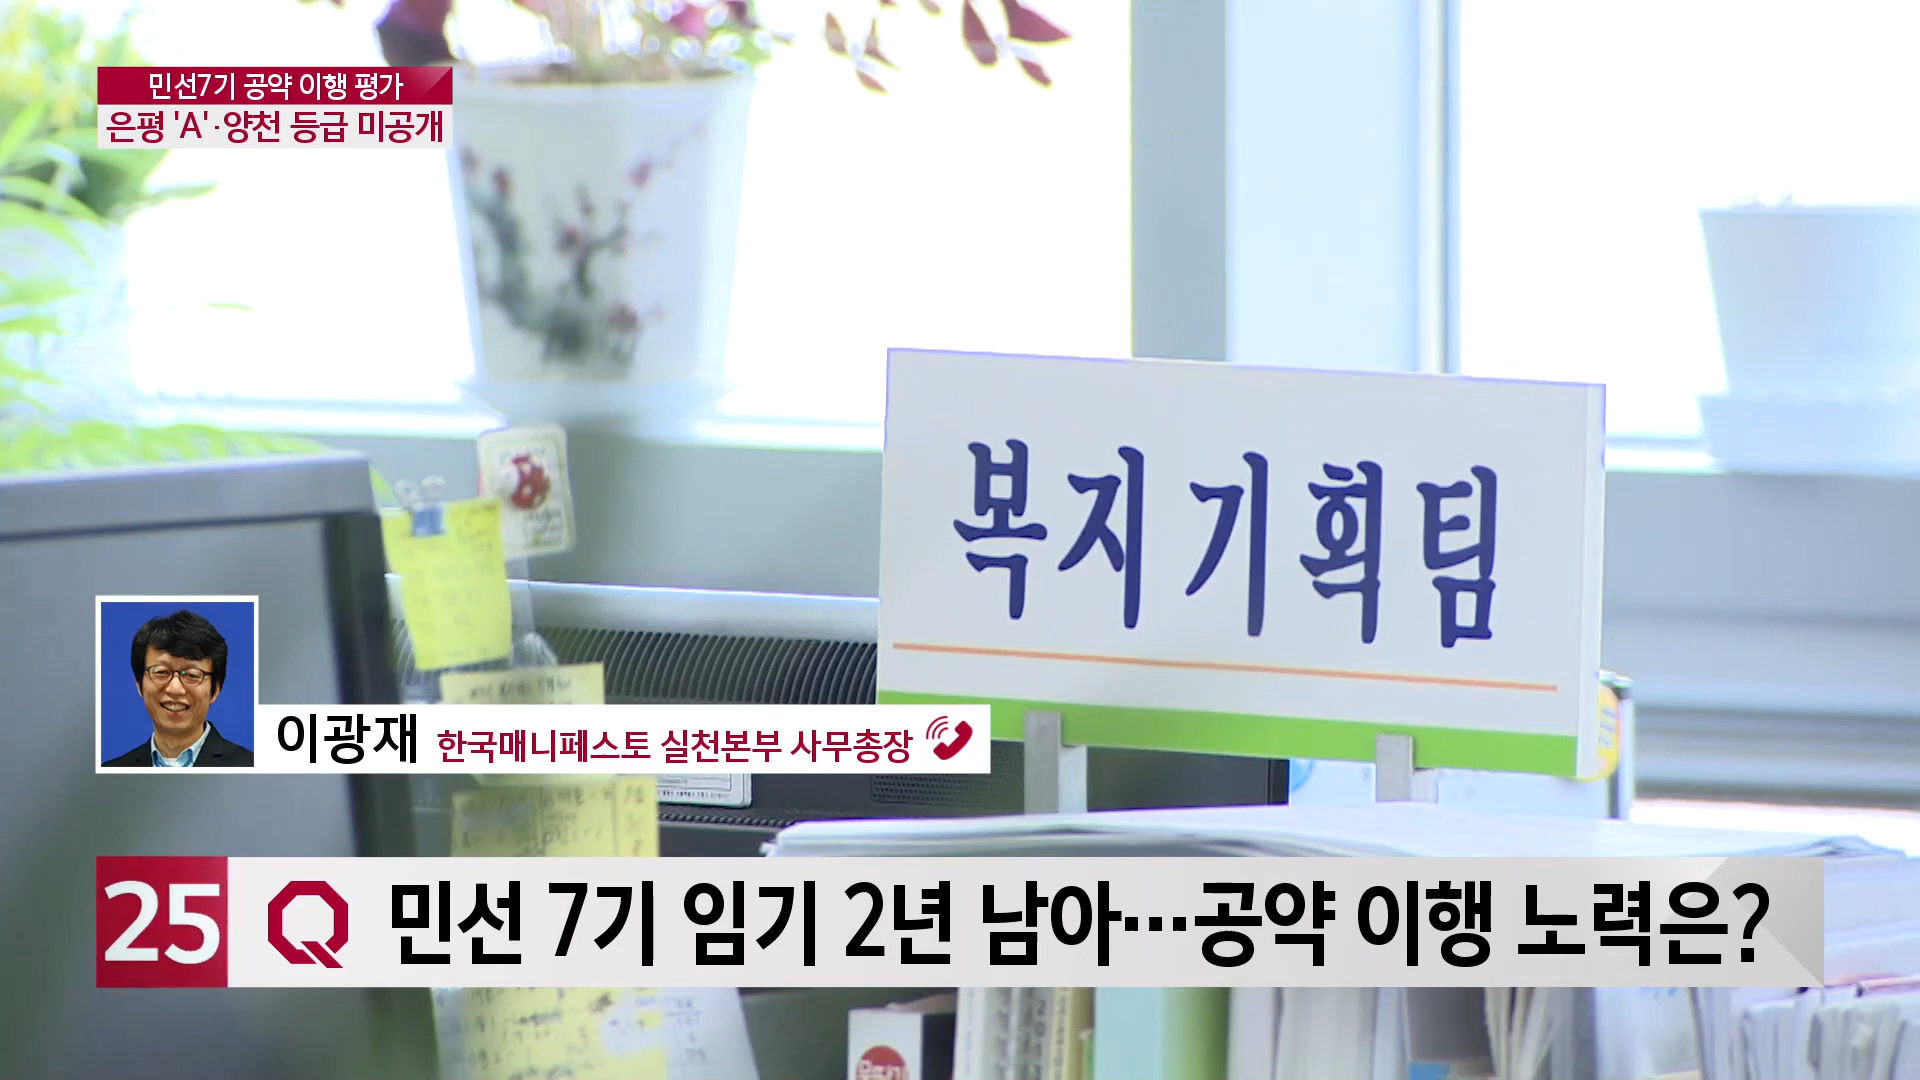 민선7기 공약 이행 평가
은평 'A'·양천 등급 미공개
복지기획팀
이광재 한국매니페스토 실천본부 사무총장
25 Q 민선 7기 임기 2년 남아…공약 이행 노력은?